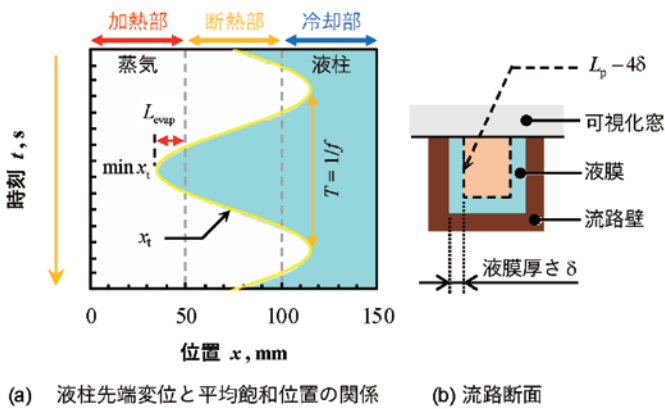 加熱部 断熱部 冷却部
蒸気 液柱
L_evap
min x_t
x_t
T = 1/f
時刻 t, s
0 50 100 150
位置 x, mm
(a) 液柱先端変位と平均飽和位置の関係
L_p −4δ
可視化窓
液膜
流路壁
液膜厚さ δ
(b) 流路断面